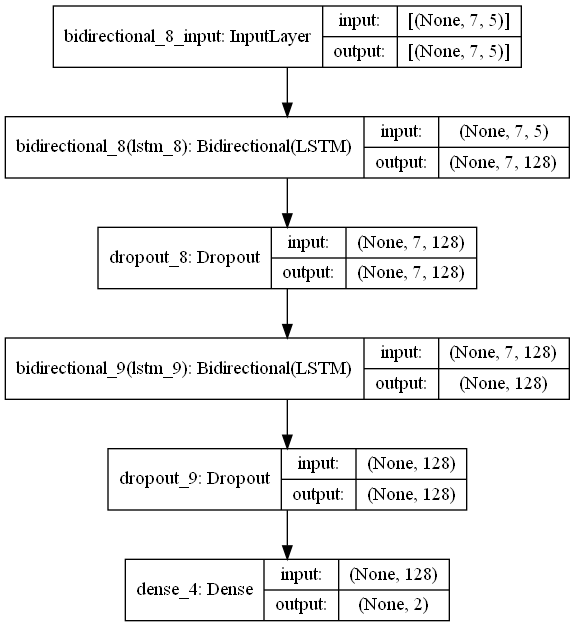 bidirectional_8_input: InputLayer
input: [(None, 7, 5)]
output: [(None, 7, 5)]
bidirectional_8(lstm_8): Bidirectional(LSTM)
input: (None, 7, 5)
output: (None, 7, 128)
dropout_8: Dropout
input: (None, 7, 128)
output: (None, 7, 128)
bidirectional_9(lstm_9): Bidirectional(LSTM)
input: (None, 7, 128)
output: (None, 128)
dropout_9: Dropout
input: (None, 128)
output: (None, 128)
dense_4: Dense
input: (None, 128)
output: (None, 2)